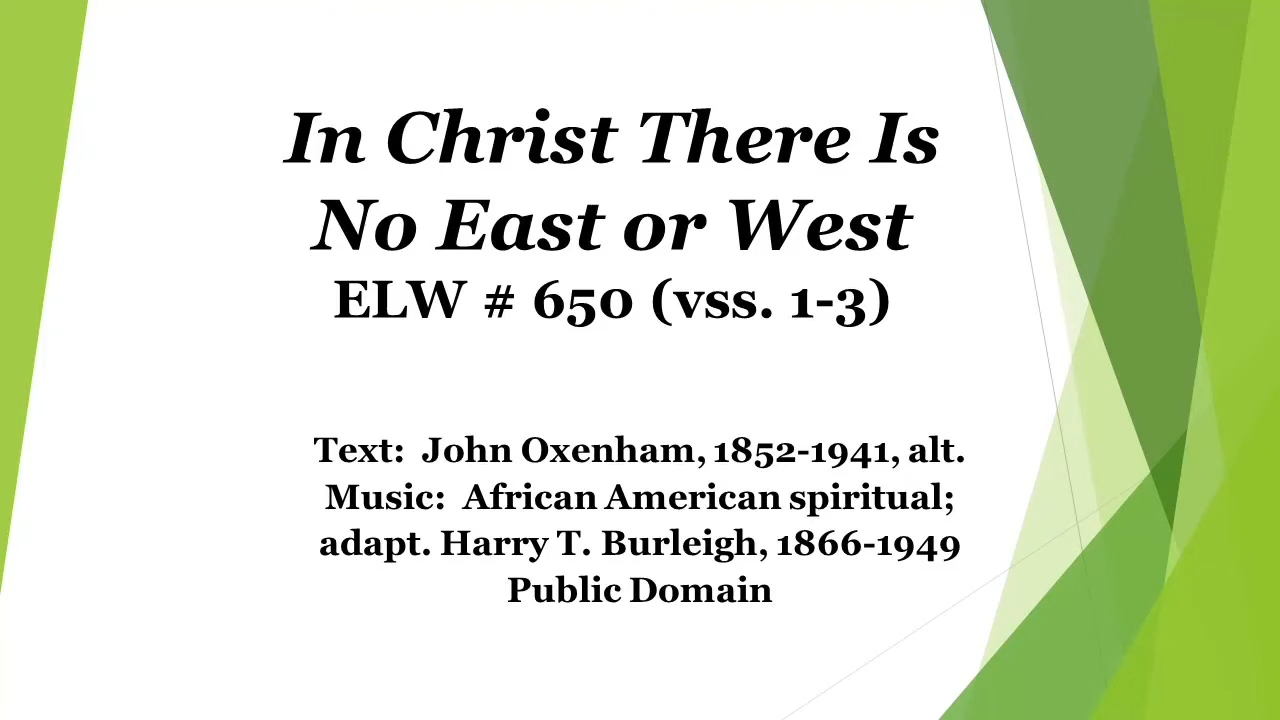 In Christ There Is
No East or West
ELW # 650 (vss. 1-3)
Text:  John Oxenham, 1852-1941, alt.
Music:  African American spiritual;
adapt. Harry T. Burleigh, 1866-1949
Public Domain